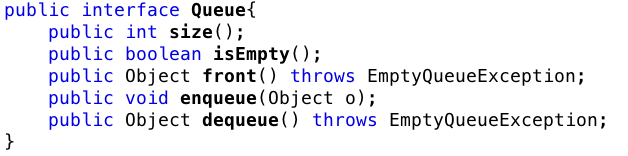 public interface Queue{
    public int size();
    public boolean isEmpty();
    public Object front() throws EmptyQueueException;
    public void enqueue(Object o);
    public Object dequeue() throws EmptyQueueException;
}